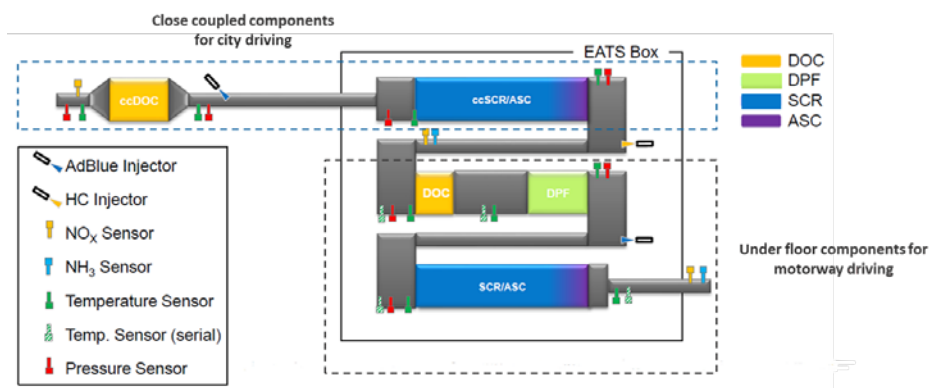 Close coupled components
for city driving
EATS Box
DOC
DPF
SCR
ASC
ccDOC
ccSCR/ASC
AdBlue Injector
HC Injector
NOX Sensor
NH3 Sensor
Temperature Sensor
Temp. Sensor (serial)
Pressure Sensor
DOC
DPF
SCR/ASC
Under floor components for
motorway driving